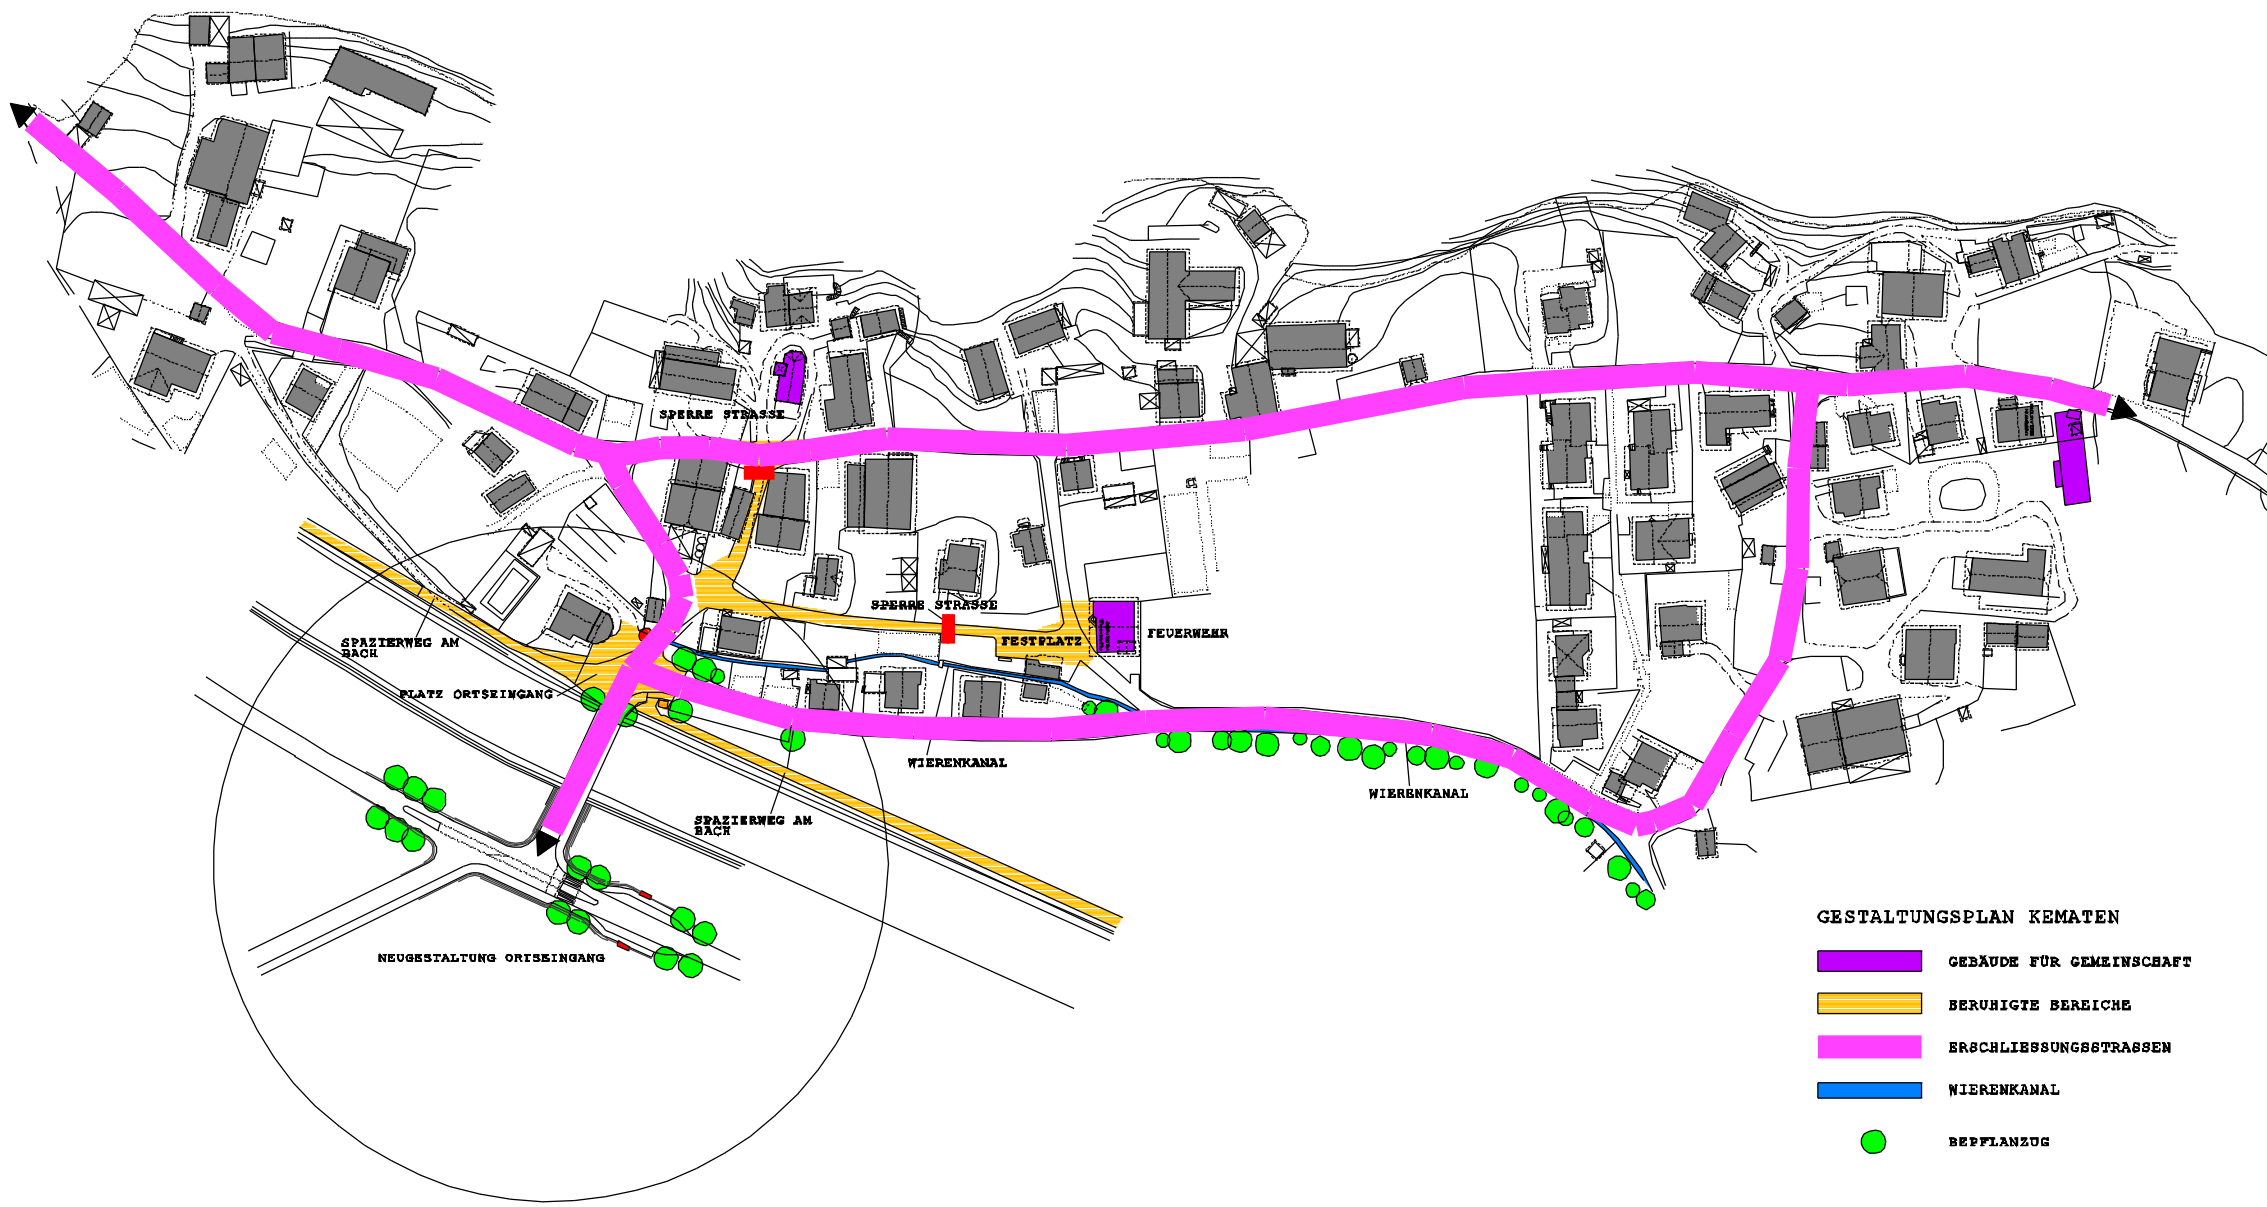 SPERRE STRASSE
SPERRE STRASSE
FESTPLATZ
FEUERWEHR
SPAZIERWEG AM
BACH
PLATZ ORTSEINGANG
WIERENKANAL
WIERENKANAL
SPAZIERWEG AM
BACH
NEUGESTALTUNG ORTSEINGANG
GESTALTUNGSPLAN KEMATEN
GEBÄUDE FÜR GEMEINSCHAFT
BERUHIGTE BEREICHE
ERSCHLIESSUNGSSTRASSEN
WIERENKANAL
BEPFLANZUG